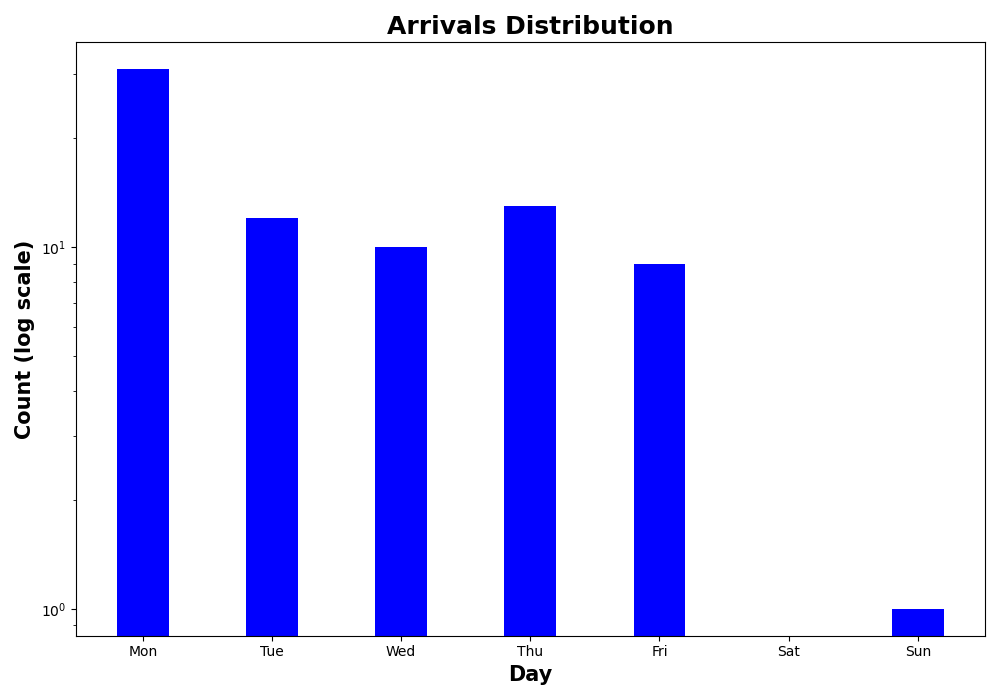 Arrivals Distribution
Count (log scale)
10¹
10⁰
Mon Tue Wed Thu Fri Sat Sun
Day